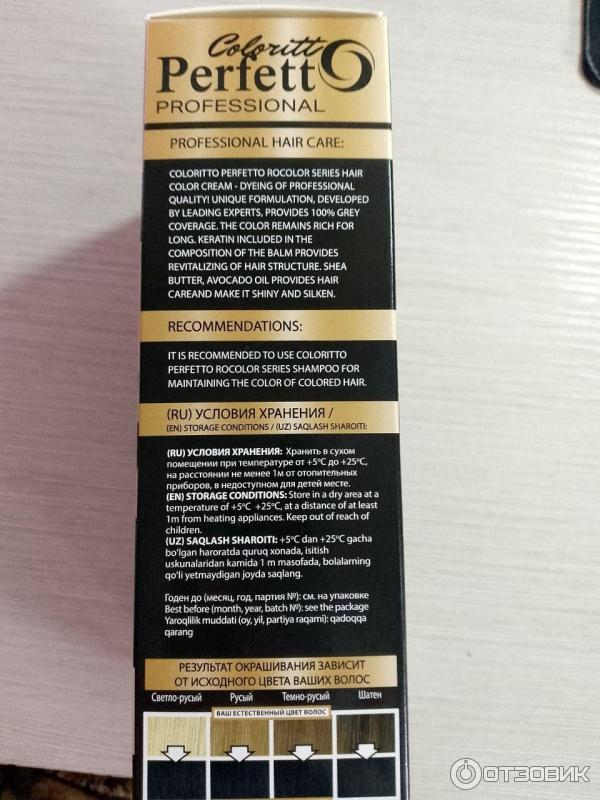 Coloritto
Perfetto
PROFESSIONAL
PROFESSIONAL HAIR CARE:
COLORITTO PERFETTO ROCOLOR SERIES HAIR
COLOR CREAM - DYEING OF PROFESSIONAL
QUALITY! UNIQUE FORMULATION, DEVELOPED
BY LEADING EXPERTS, PROVIDES 100% GREY
COVERAGE. THE COLOR REMAINS RICH FOR
LONG. KERATIN INCLUDED IN THE
COMPOSITION OF THE BALM PROVIDES
REVITALIZING OF HAIR STRUCTURE. SHEA
BUTTER, AVOCADO OIL PROVIDES HAIR
CAREAND MAKE IT SHINY AND SILKEN.
RECOMMENDATIONS:
IT IS RECOMMENDED TO USE COLORITTO
PERFETTO ROCOLOR SERIES SHAMPOO FOR
MAINTAINING THE COLOR OF COLORED HAIR.
(RU) УСЛОВИЯ ХРАНЕНИЯ /
(EN) STORAGE CONDITIONS / (UZ) SAQLASH SHAROITI:
(RU) УСЛОВИЯ ХРАНЕНИЯ: Хранить в сухом
помещении при температуре от +5°C до +25°C,
на расстоянии не менее 1м от отопительных
приборов, в недоступном для детей месте.
(EN) STORAGE CONDITIONS: Store in a dry area at a
temperature of +5°C +25°C, at a distance of at least
1m from heating appliances. Keep out of reach of
children.
(UZ) SAQLASH SHAROITI: +5°C dan +25°C gacha
bo'lgan haroratda quruq xonada, isitish
uskunalaridan kamida 1 m masofada, bolalarning
qo'li yetmaydigan joyda saqlang.
Годен до (месяц, год, партия №): см. на упаковке
Best before (month, year, batch №): see the package
Yaroqlilik muddati (oy, yil, partiya raqami): qadoqqa
qarang
РЕЗУЛЬТАТ ОКРАШИВАНИЯ ЗАВИСИТ
ОТ ИСХОДНОГО ЦВЕТА ВАШИХ ВОЛОС
Светло-русый Русый Темно-русый Шатен
ВАШ ЕСТЕСТВЕННЫЙ ЦВЕТ ВОЛОС
ОТЗОВИК